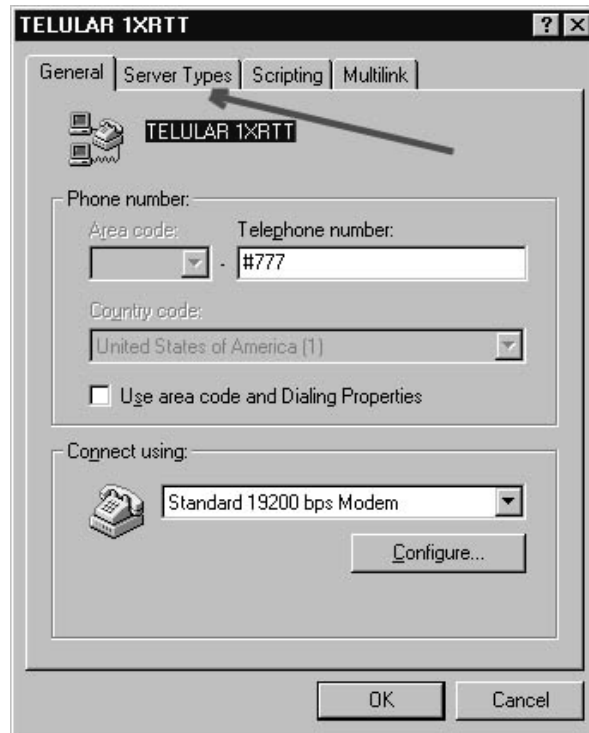 TELULAR 1XRTT
General Server Types Scripting Multilink
TELULAR 1XRTT
Phone number:
Area code: Telephone number:
- #777
Country code:
United States of America (1)
Use area code and Dialing Properties
Connect using:
Standard 19200 bps Modem
Configure...
OK Cancel